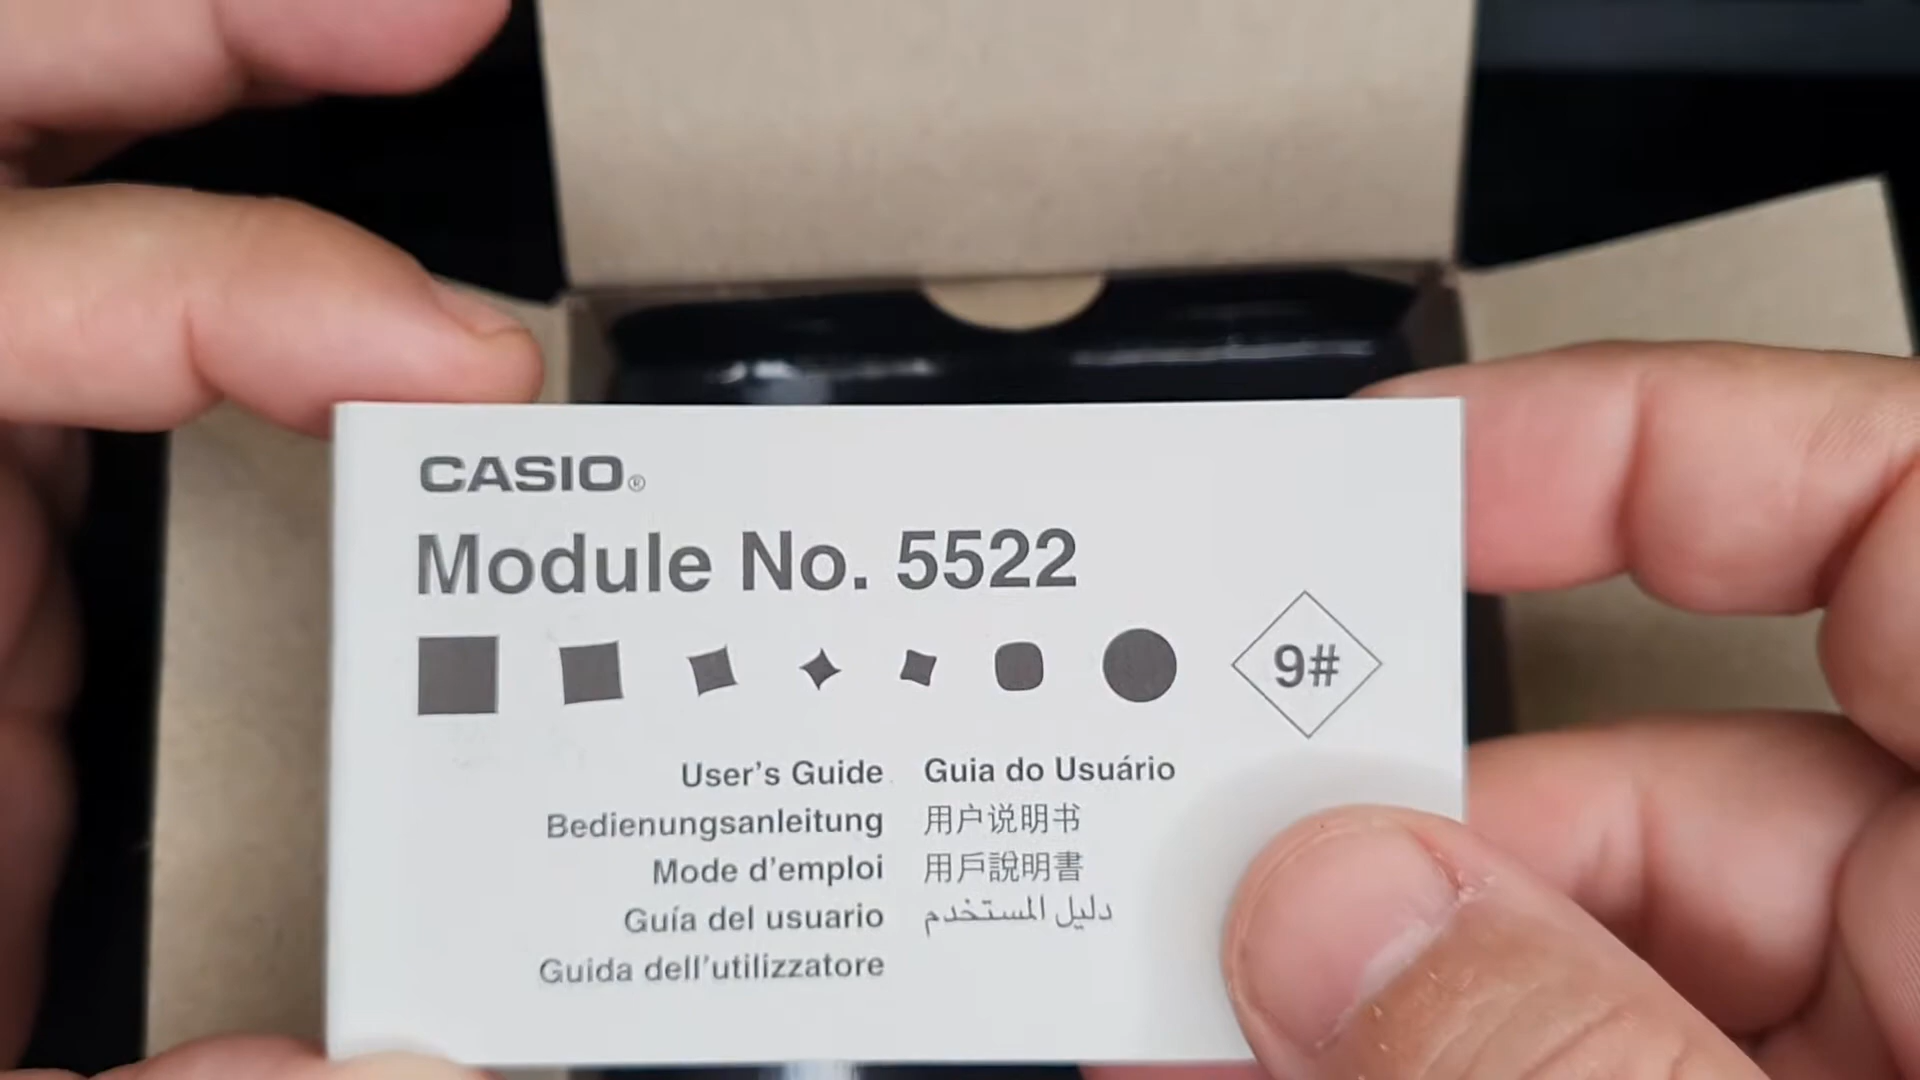 CASIO®
Module No. 5522
9#
User's Guide
Bedienungsanleitung
Mode d'emploi
Guía del usuario
Guida dell'utilizzatore
Guia do Usuário
用户说明书
用戶說明書
دليل المستخدم